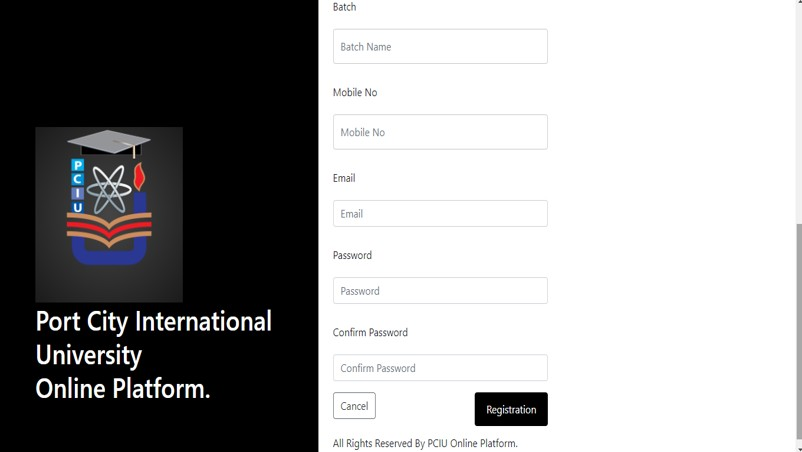 Batch
Batch Name
Mobile No
Mobile No
Email
Email
Password
Password
Confirm Password
Confirm Password
Cancel
Registration
All Rights Reserved By PCIU Online Platform.
P
C
I
U
Port City International
University
Online Platform.